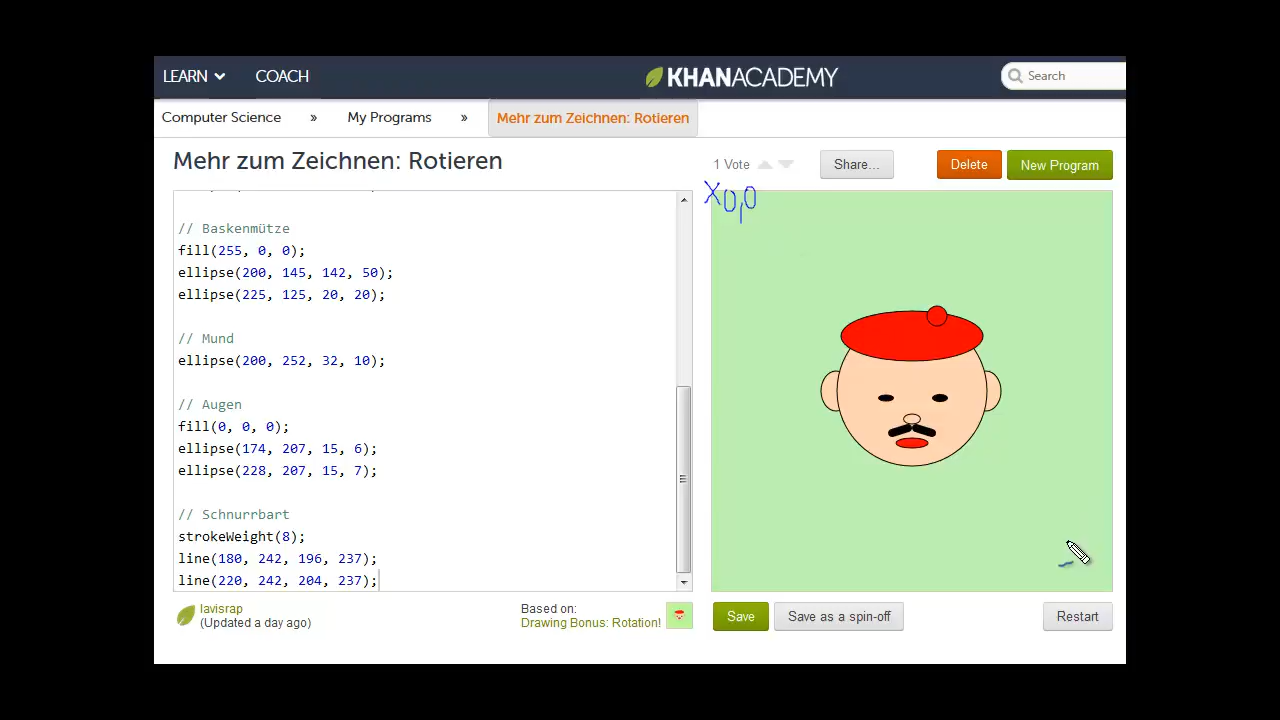 LEARN COACH KHANACADEMY Search
Computer Science » My Programs » Mehr zum Zeichnen: Rotieren
Mehr zum Zeichnen: Rotieren
1 Vote Share... Delete New Program
X 0,0
// Baskenmütze
fill(255, 0, 0);
ellipse(200, 145, 142, 50);
ellipse(225, 125, 20, 20);
// Mund
ellipse(200, 252, 32, 10);
// Augen
fill(0, 0, 0);
ellipse(174, 207, 15, 6);
ellipse(228, 207, 15, 7);
// Schnurrbart
strokeWeight(8);
line(180, 242, 196, 237);
line(220, 242, 204, 237);
lavisrap
(Updated a day ago)
Based on:
Drawing Bonus: Rotation!
Save Save as a spin-off Restart